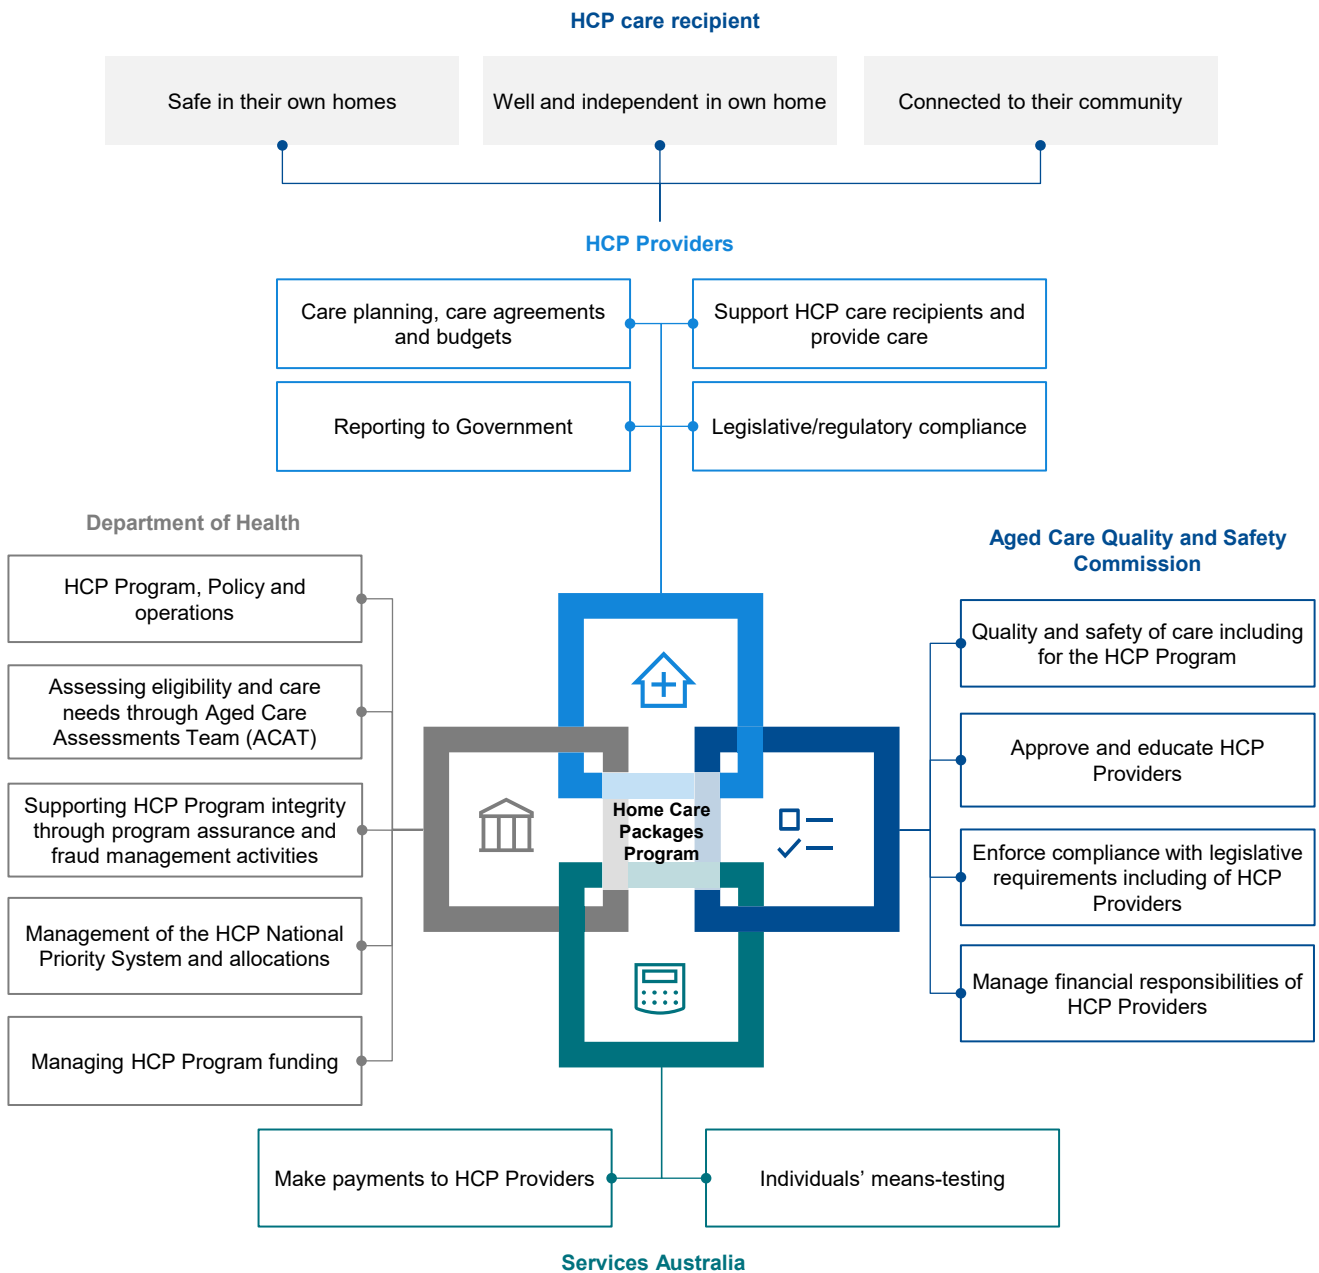 HCP care recipient
Safe in their own homes
Well and independent in own home
Connected to their community
HCP Providers
Care planning, care agreements
and budgets
Support HCP care recipients and
provide care
Reporting to Government
Legislative/regulatory compliance
Department of Health
HCP Program, Policy and
operations
Assessing eligibility and care
needs through Aged Care
Assessments Team (ACAT)
Supporting HCP Program integrity
through program assurance and
fraud management activities
Management of the HCP National
Priority System and allocations
Managing HCP Program funding
Home Care
Packages
Program
Aged Care Quality and Safety
Commission
Quality and safety of care including
for the HCP Program
Approve and educate HCP
Providers
Enforce compliance with legislative
requirements including of HCP
Providers
Manage financial responsibilities of
HCP Providers
Make payments to HCP Providers
Individuals’ means-testing
Services Australia